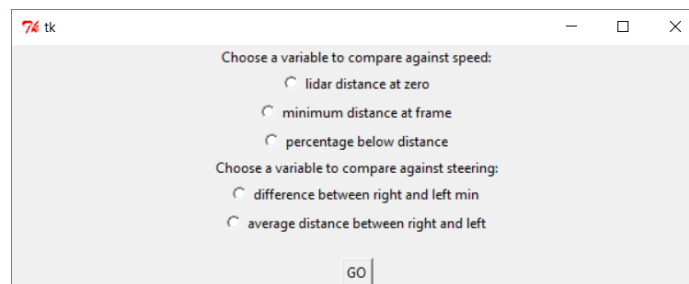 tk
Choose a variable to compare against speed:
lidar distance at zero
minimum distance at frame
percentage below distance
Choose a variable to compare against steering:
difference between right and left min
average distance between right and left
GO